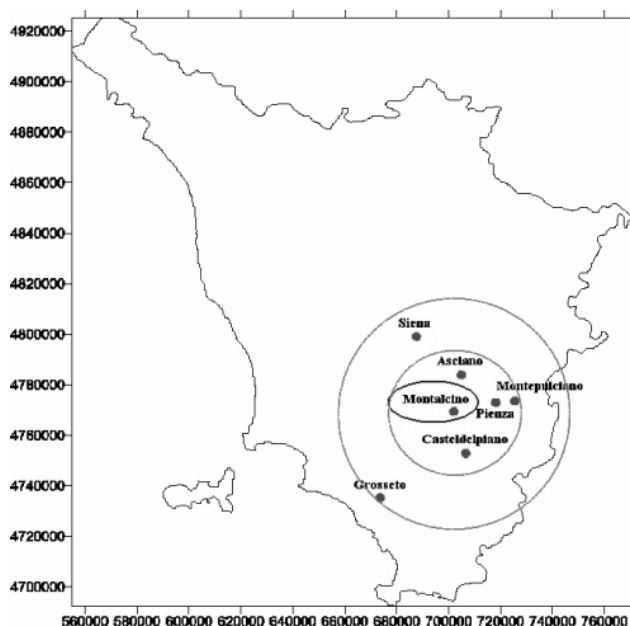 4920000
4900000
4880000
4860000
4840000
4820000
4800000
4780000
4760000
4740000
4720000
4700000
Siena
Asciano
Montepulciano
Montalcino
Pienza
Casteldelpiano
Grosseto
560000 580000 600000 620000 640000 660000 680000 700000 720000 740000 760000